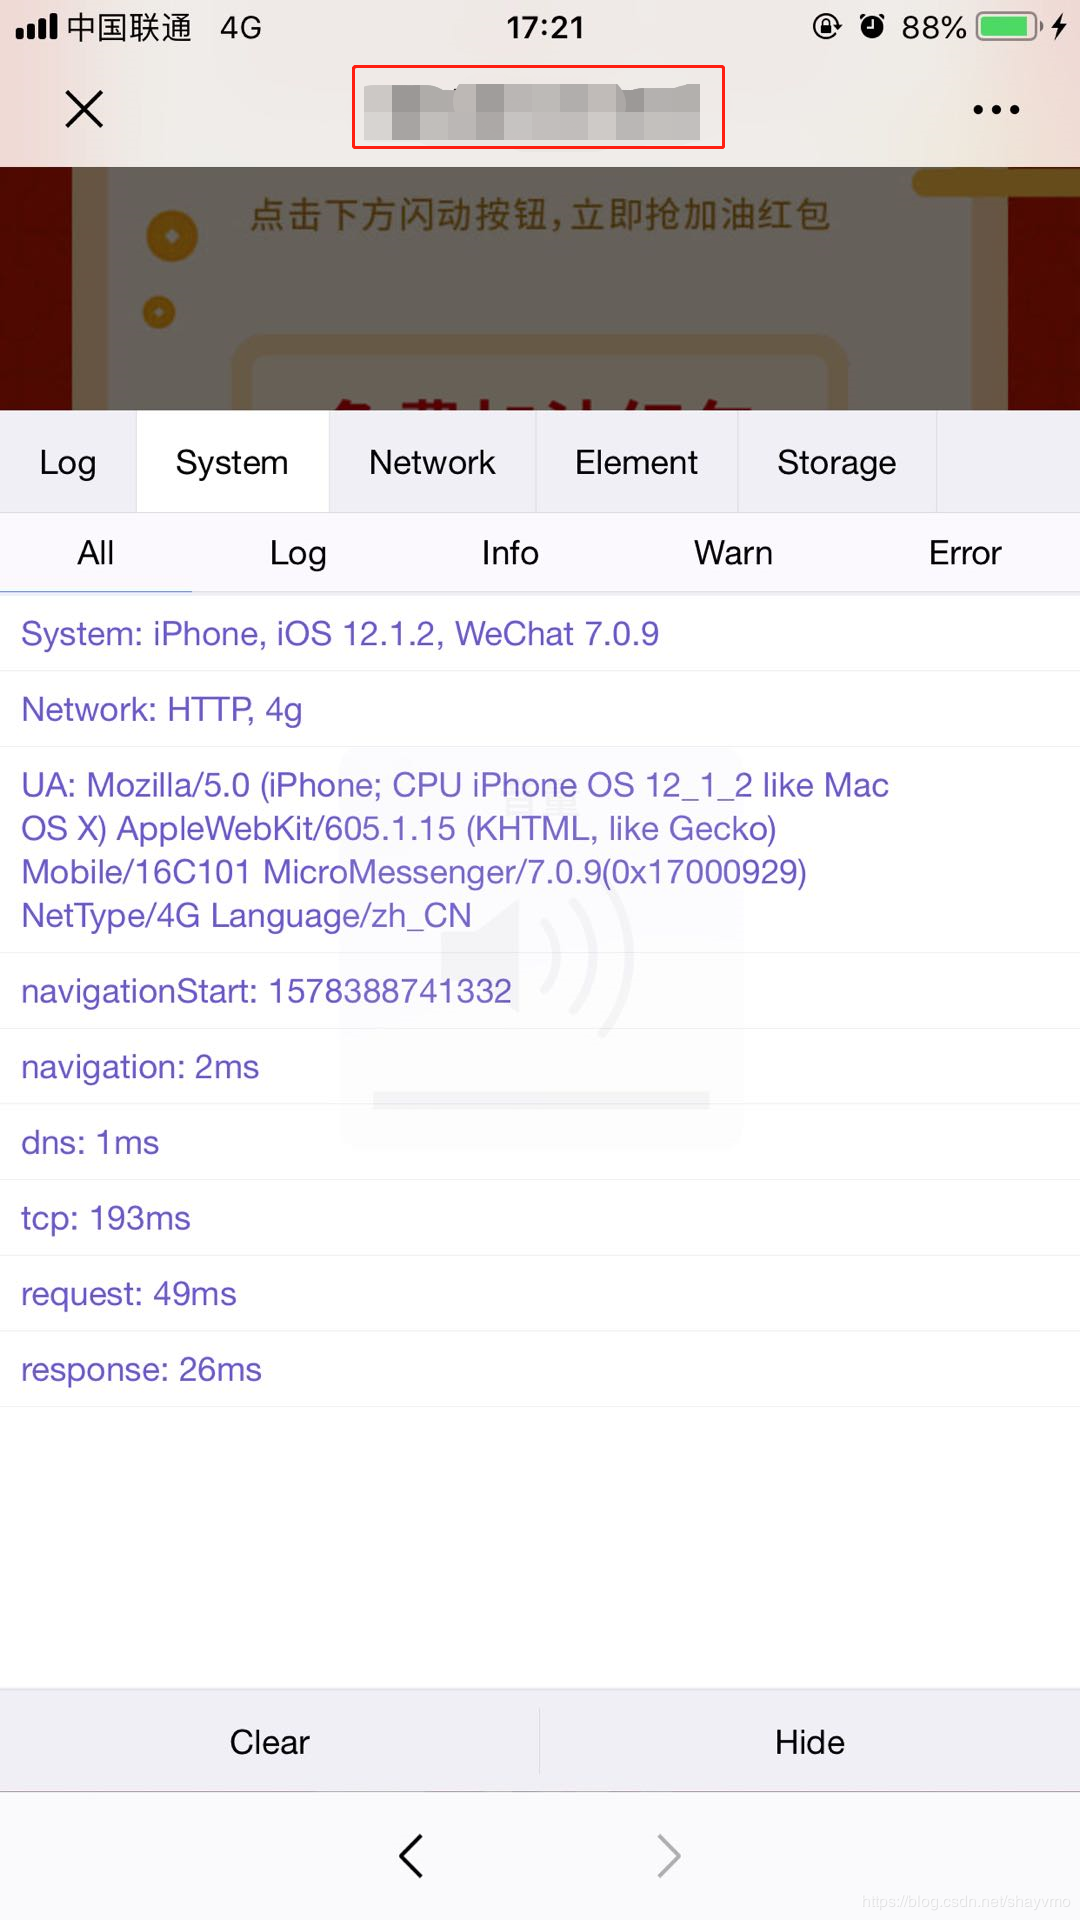 中国联通 4G 17:21 88%
点击下方闪动按钮,立即抢加油红包
Log System Network Element Storage
All Log Info Warn Error
System: iPhone, iOS 12.1.2, WeChat 7.0.9
Network: HTTP, 4g
UA: Mozilla/5.0 (iPhone; CPU iPhone OS 12_1_2 like Mac
OS X) AppleWebKit/605.1.15 (KHTML, like Gecko)
Mobile/16C101 MicroMessenger/7.0.9(0x17000929)
NetType/4G Language/zh_CN
navigationStart: 1578388741332
navigation: 2ms
dns: 1ms
tcp: 193ms
request: 49ms
response: 26ms
Clear Hide
https://blog.csdn.net/shayvmo